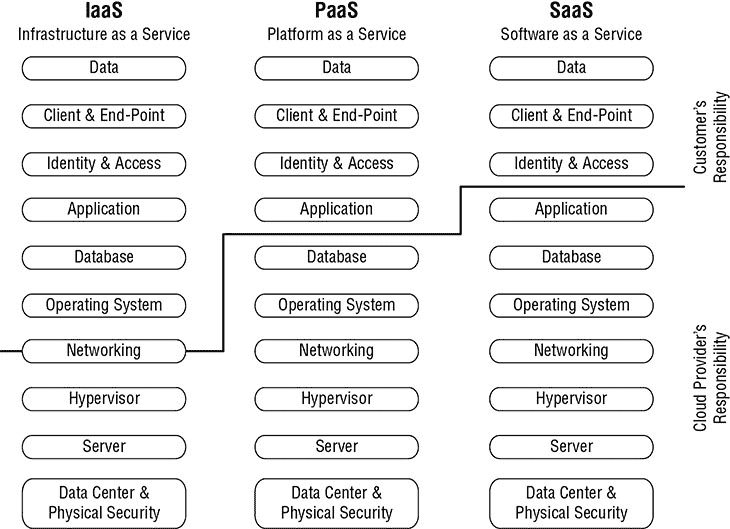 IaaS
Infrastructure as a Service
Data
Client & End-Point
Identity & Access
Application
Database
Operating System
Networking
Hypervisor
Server
Data Center &
Physical Security
PaaS
Platform as a Service
Data
Client & End-Point
Identity & Access
Application
Database
Operating System
Networking
Hypervisor
Server
Data Center &
Physical Security
SaaS
Software as a Service
Data
Client & End-Point
Identity & Access
Application
Database
Operating System
Networking
Hypervisor
Server
Data Center &
Physical Security
Customer's
Responsibility
Cloud Provider's
Responsibility